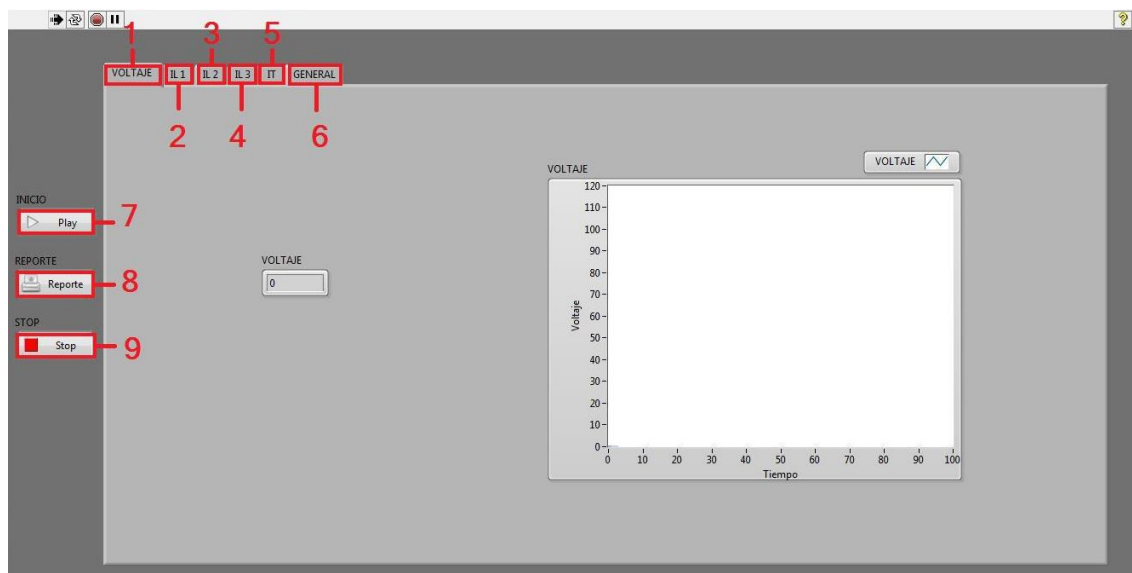 1 3 5
VOLTAJE IL 1 IL 2 IL 3 IT GENERAL
2 4 6
VOLTAJE
VOLTAJE
120
110
100
90
80
70
60
50
40
30
20
10
0
Voltaje
0 10 20 30 40 50 60 70 80 90 100
Tiempo
INICIO
Play 7
REPORTE
Reporte 8
STOP
Stop 9
VOLTAJE
0